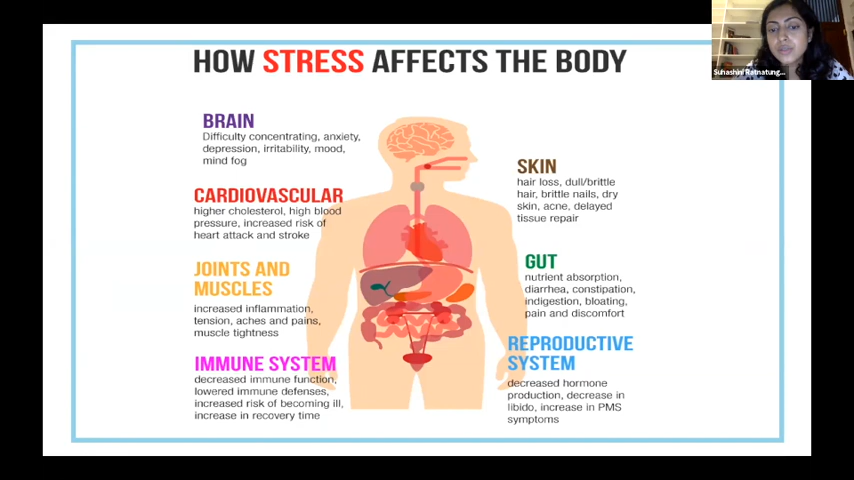 HOW STRESS AFFECTS THE BODY
Suhashini Ratnatung...
BRAIN
Difficulty concentrating, anxiety,
depression, irritability, mood,
mind fog
CARDIOVASCULAR
higher cholesterol, high blood
pressure, increased risk of
heart attack and stroke
JOINTS AND
MUSCLES
increased inflammation,
tension, aches and pains,
muscle tightness
IMMUNE SYSTEM
decreased immune function,
lowered immune defenses,
increased risk of becoming ill,
increase in recovery time
SKIN
hair loss, dull/brittle
hair, brittle nails, dry
skin, acne, delayed
tissue repair
GUT
nutrient absorption,
diarrhea, constipation,
indigestion, bloating,
pain and discomfort
REPRODUCTIVE
SYSTEM
decreased hormone
production, decrease in
libido, increase in PMS
symptoms